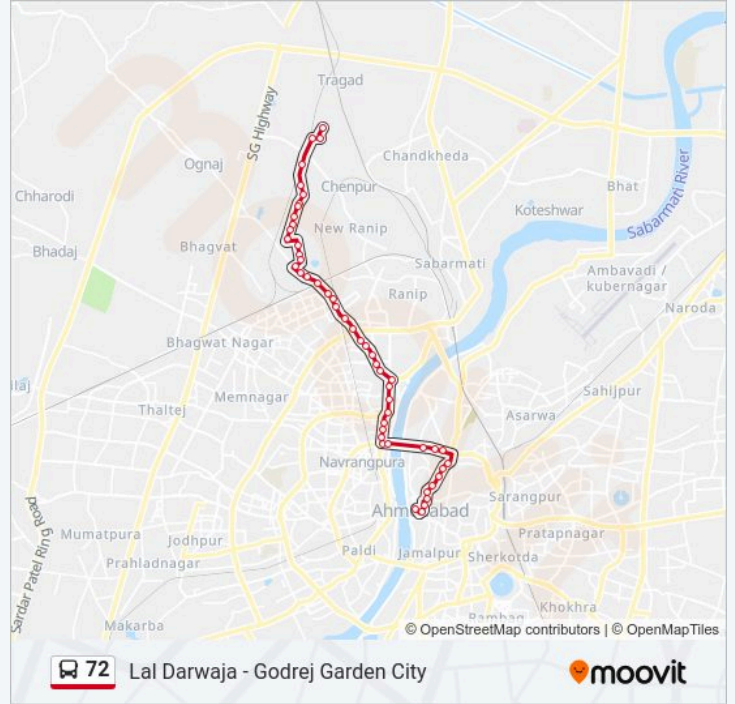 Tragad
SG Highway
Chandkheda
Ognaj
Chenpur
Bhat
Chharodi
Koteshwar
Sabarmati River
New Ranip
Bhagvat
Bhadaj
Sabarmati
Ambavadi /
kubernagar
Ranip
Naroda
Bhagwat Nagar
ilaj
Memnagar
Sahijpur
Thaltej
Asarwa
Navrangpura
Sarangpur
Sardar Patel Ring Road
Mumatpura
Jodhpur
Pratapnagar
Paldi
Jamalpur
Sherkotda
Prahladnagar
Khokhra
Makarba
© OpenStreetMap contributors | © OpenMapTiles
72 Lal Darwaja - Godrej Garden City
moovit